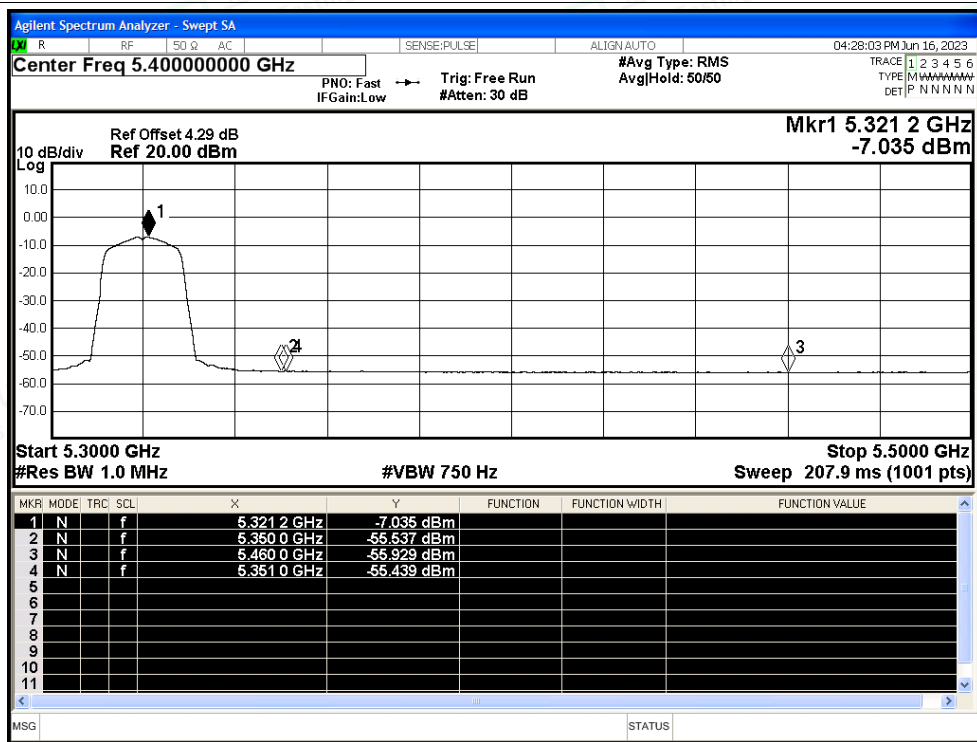 Agilent Spectrum Analyzer - Swept SA
LXI R RF 50 Ω AC SENSE:PULSE ALIGN AUTO 04:28:03 PM Jun 16, 2023
Center Freq 5.400000000 GHz
PNO: Fast
IFGain:Low
Trig: Free Run
#Atten: 30 dB
#Avg Type: RMS
Avg|Hold: 50/50
TRACE 1 2 3 4 5 6
TYPE M WWWWW
DET P N N N N N
Mkr1 5.321 2 GHz
-7.035 dBm
Ref Offset 4.29 dB
10 dB/div Ref 20.00 dBm
Log
10.0
0.00
-10.0
-20.0
-30.0
-40.0
-50.0
-60.0
-70.0
1
2
4
3
Start 5.3000 GHz Stop 5.5000 GHz
#Res BW 1.0 MHz #VBW 750 Hz Sweep 207.9 ms (1001 pts)
MKR MODE TRC SCL X Y FUNCTION FUNCTION WIDTH FUNCTION VALUE
1 N f 5.321 2 GHz -7.035 dBm
2 N f 5.350 0 GHz -55.537 dBm
3 N f 5.460 0 GHz -55.929 dBm
4 N f 5.351 0 GHz -55.439 dBm
5
6
7
8
9
10
11
MSG STATUS